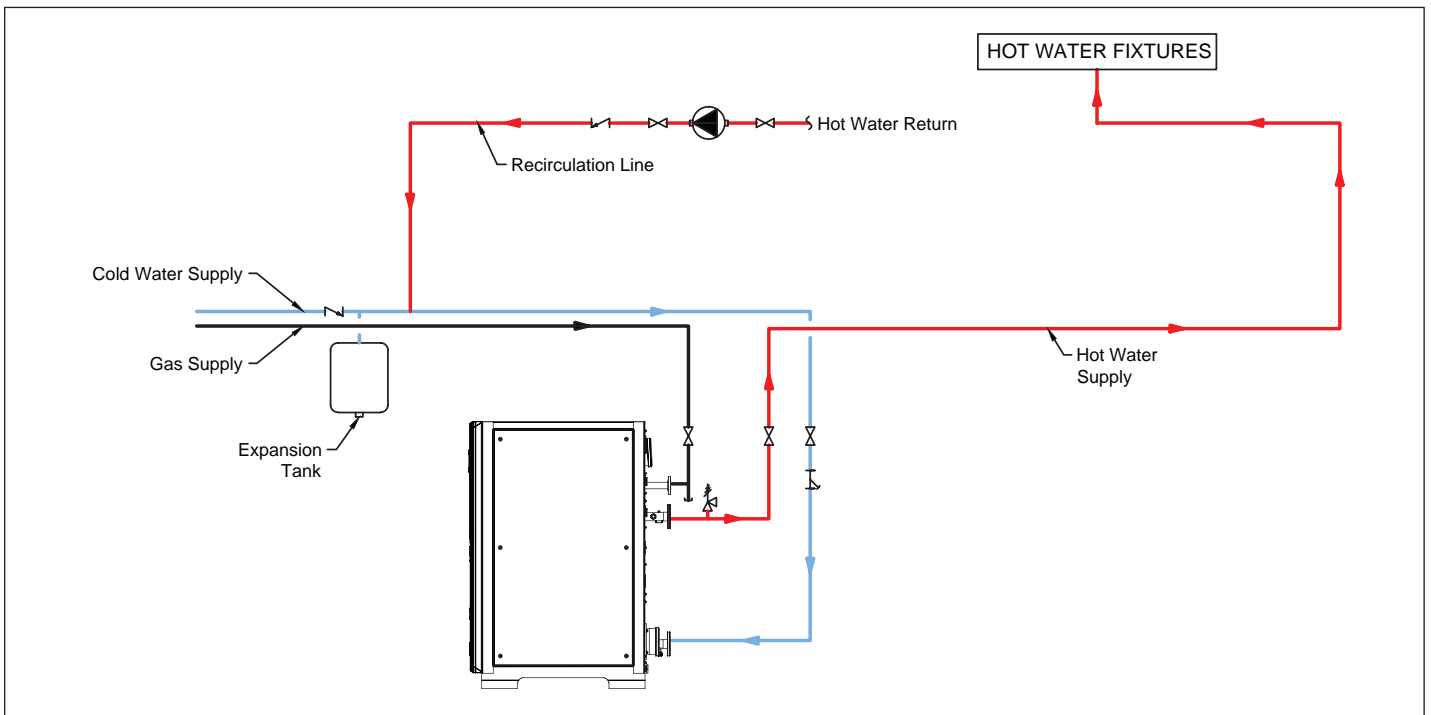 HOT WATER FIXTURES
Hot Water Return
Recirculation Line
Cold Water Supply
Gas Supply
Hot Water
Supply
Expansion
Tank